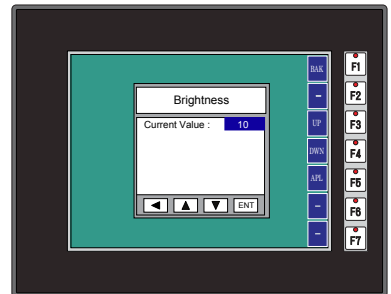 Brightness
Current Value : 10
ENT
BAK
–
UP
DWN
APL
–
–
F1
F2
F3
F4
F5
F6
F7